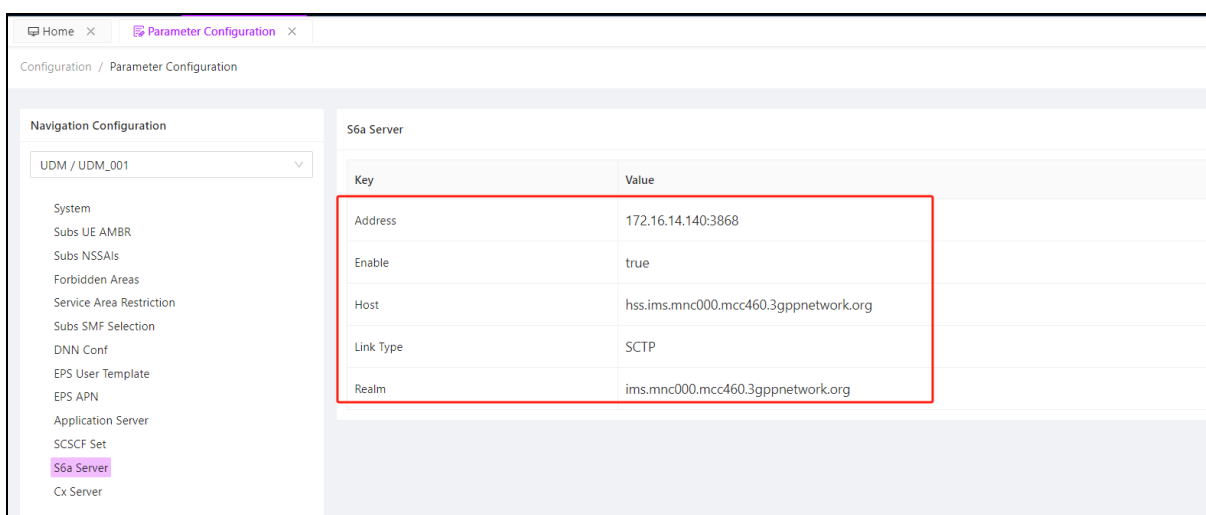 Home
Parameter Configuration
Configuration / Parameter Configuration
Navigation Configuration
UDM / UDM_001
System
Subs UE AMBR
Subs NSSAIs
Forbidden Areas
Service Area Restriction
Subs SMF Selection
DNN Conf
EPS User Template
EPS APN
Application Server
SCSCF Set
S6a Server
Cx Server
S6a Server
Key Value
Address 172.16.14.140:3868
Enable true
Host hss.ims.mnc000.mcc460.3gppnetwork.org
Link Type SCTP
Realm ims.mnc000.mcc460.3gppnetwork.org